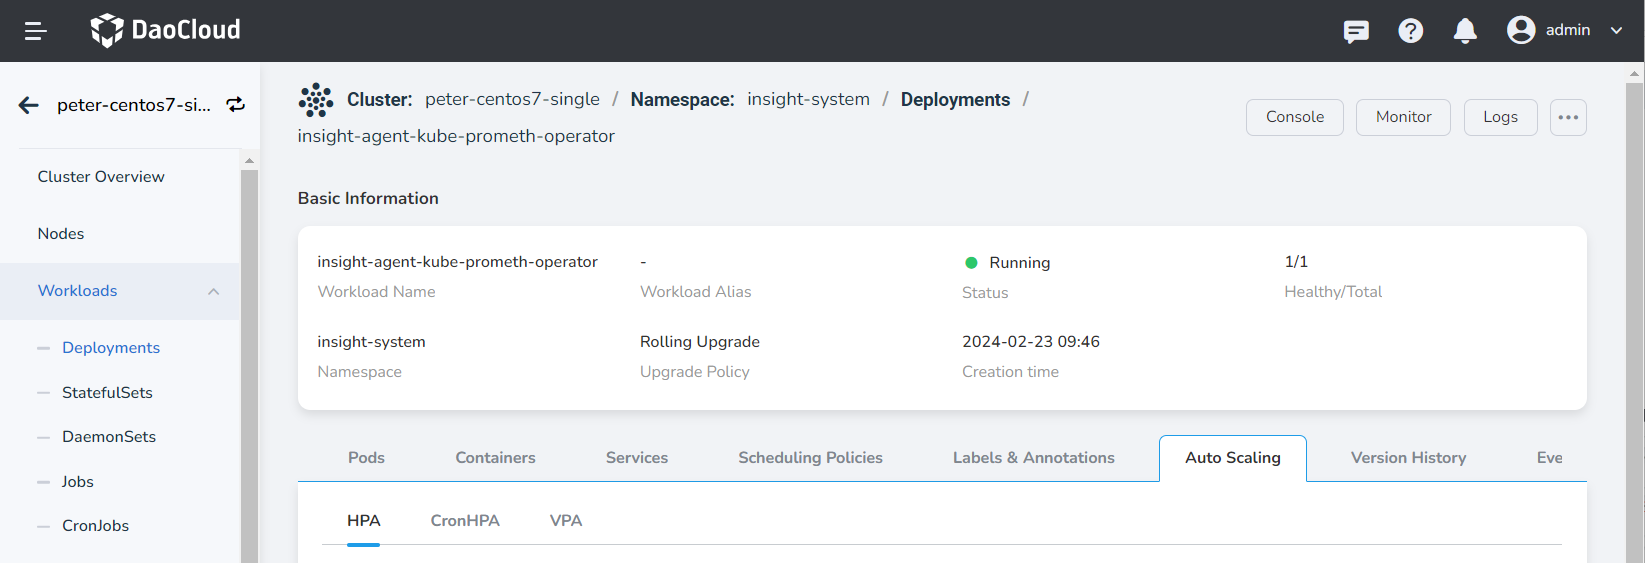 DaoCloud
admin
peter-centos7-si...
Cluster Overview
Nodes
Workloads
Deployments
StatefulSets
DaemonSets
Jobs
CronJobs
Cluster: peter-centos7-single / Namespace: insight-system / Deployments /
insight-agent-kube-prometh-operator
Console
Monitor
Logs
Basic Information
insight-agent-kube-prometh-operator
Workload Name
-
Workload Alias
Running
Status
1/1
Healthy/Total
insight-system
Namespace
Rolling Upgrade
Upgrade Policy
2024-02-23 09:46
Creation time
Pods Containers Services Scheduling Policies Labels & Annotations Auto Scaling Version History Eve
HPA CronHPA VPA